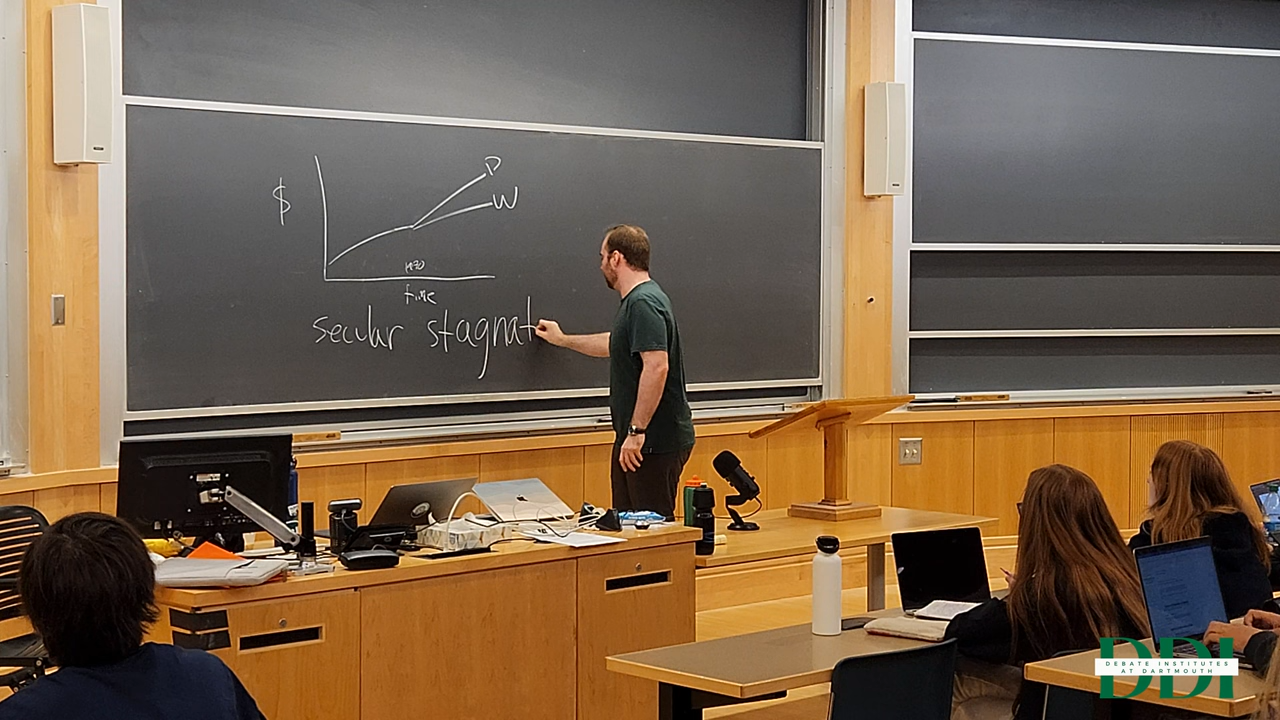 P
$
W
1970
time
secular stagnat
DDI
DEBATE INSTITUTES
AT DARTMOUTH